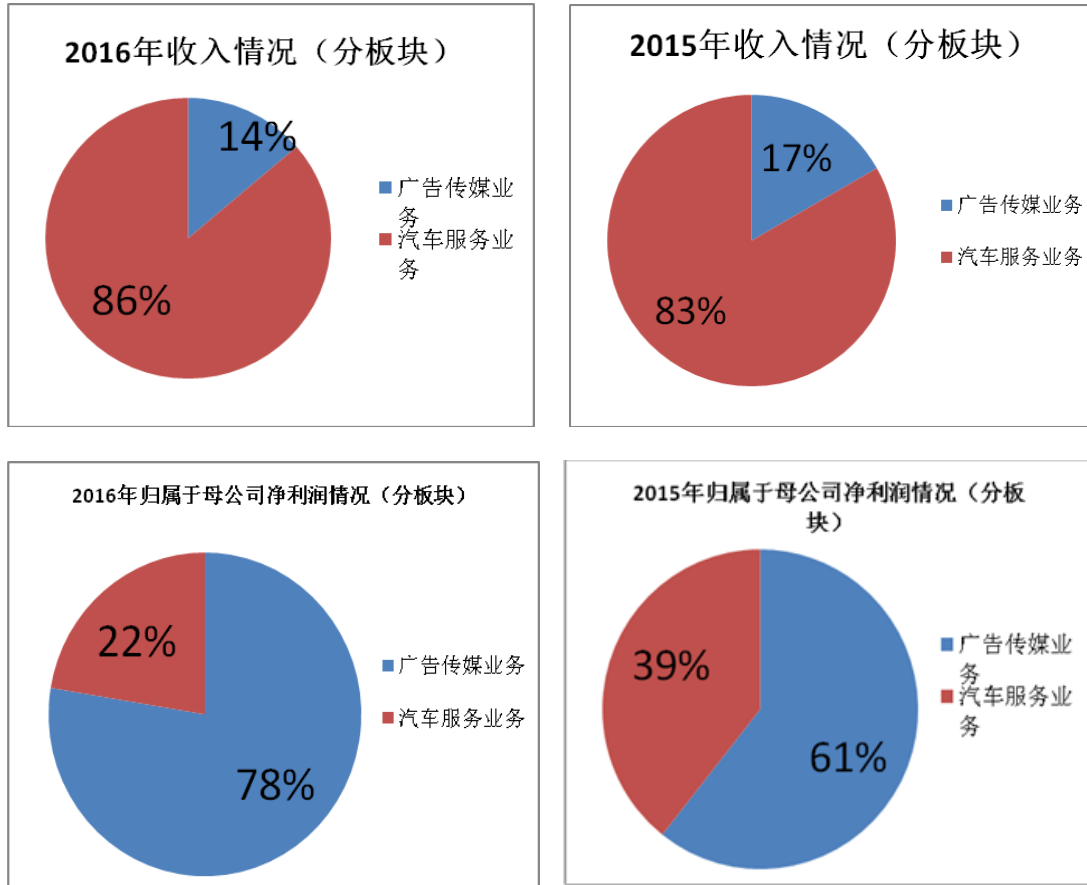 2016年收入情况（分板块）
14%
86%
广告传媒业
务
汽车服务业
务
2015年收入情况（分板块）
17%
83%
广告传媒业务
汽车服务业务
2016年归属于母公司净利润情况（分板块）
22%
78%
广告传媒业务
汽车服务业务
2015年归属于母公司净利润情况（分板
块）
39%
61%
广告传媒业
务
汽车服务业
务